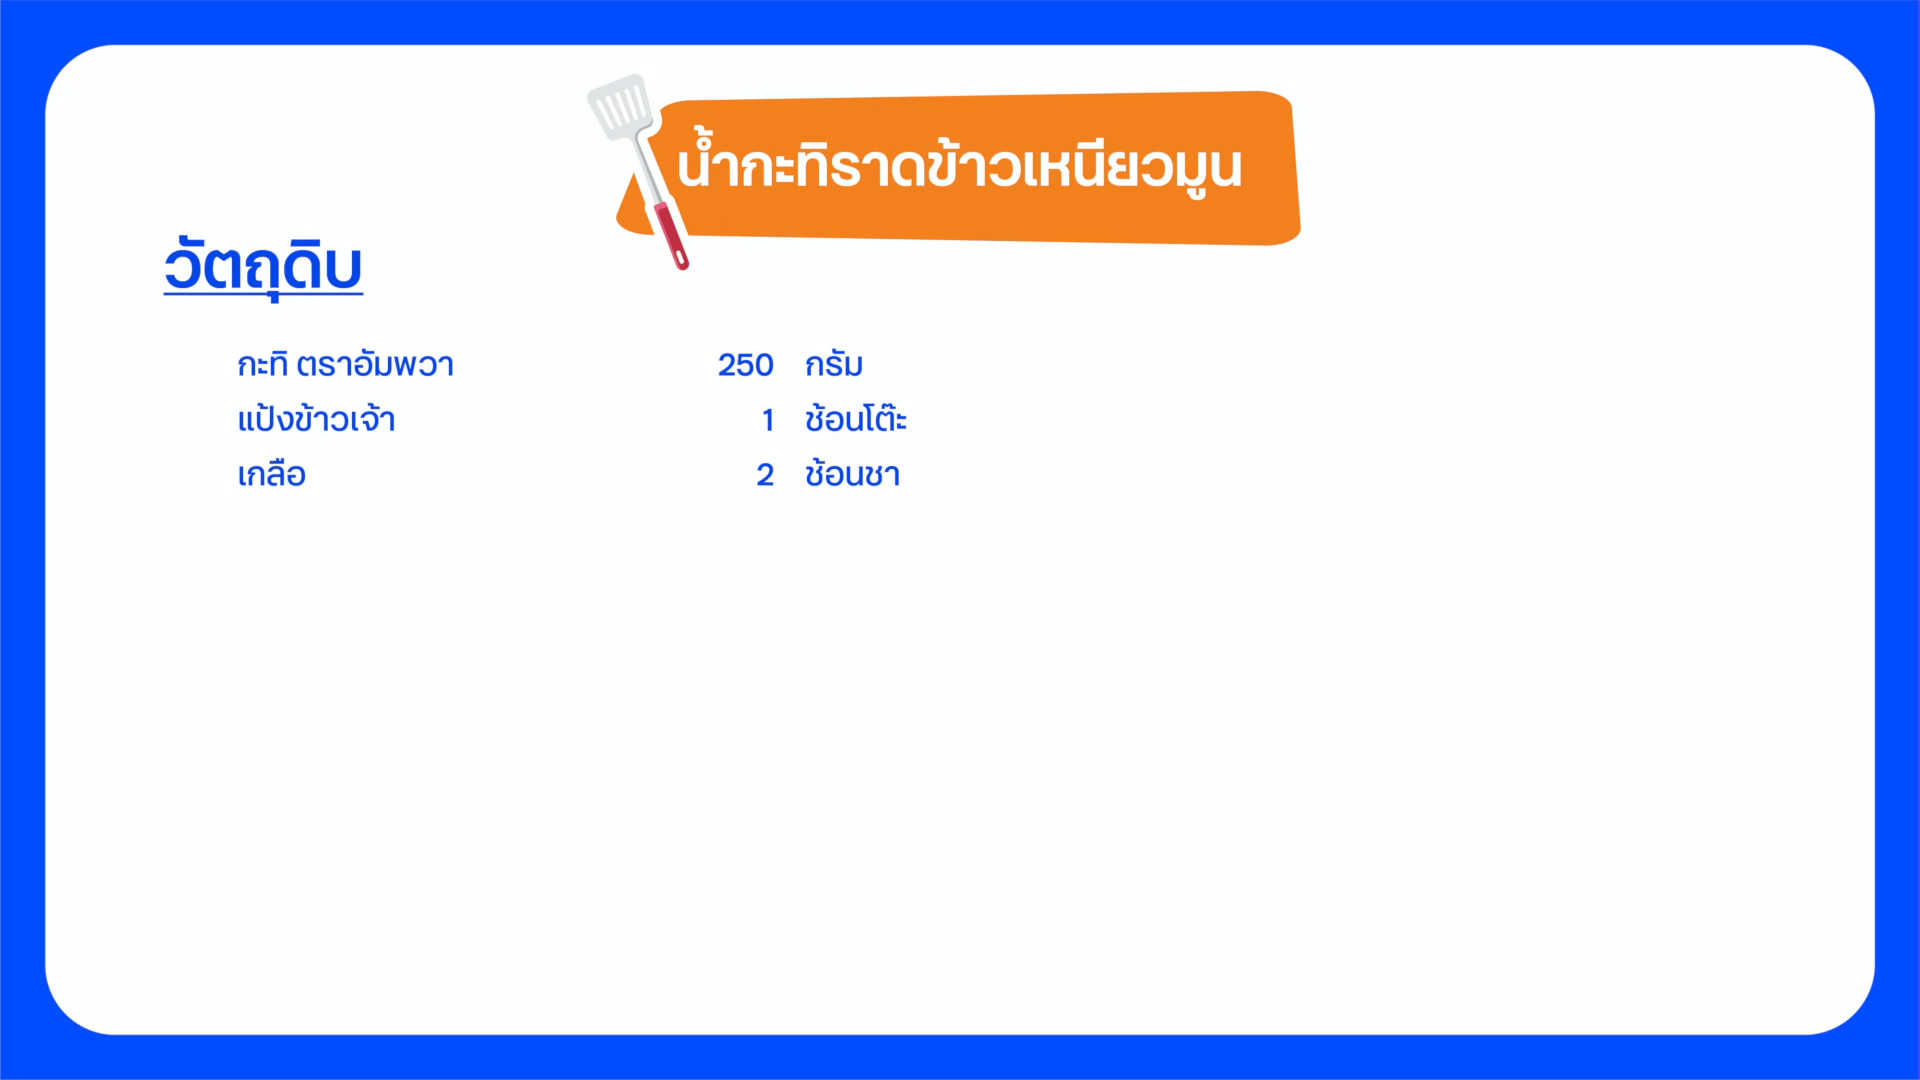 น้ำกะทิราดข้าวเหนียวมูน
วัตถุดิบ
กะทิ ตราอัมพวา 250 กรัม
แป้งข้าวเจ้า 1 ช้อนโต๊ะ
เกลือ 2 ช้อนชา